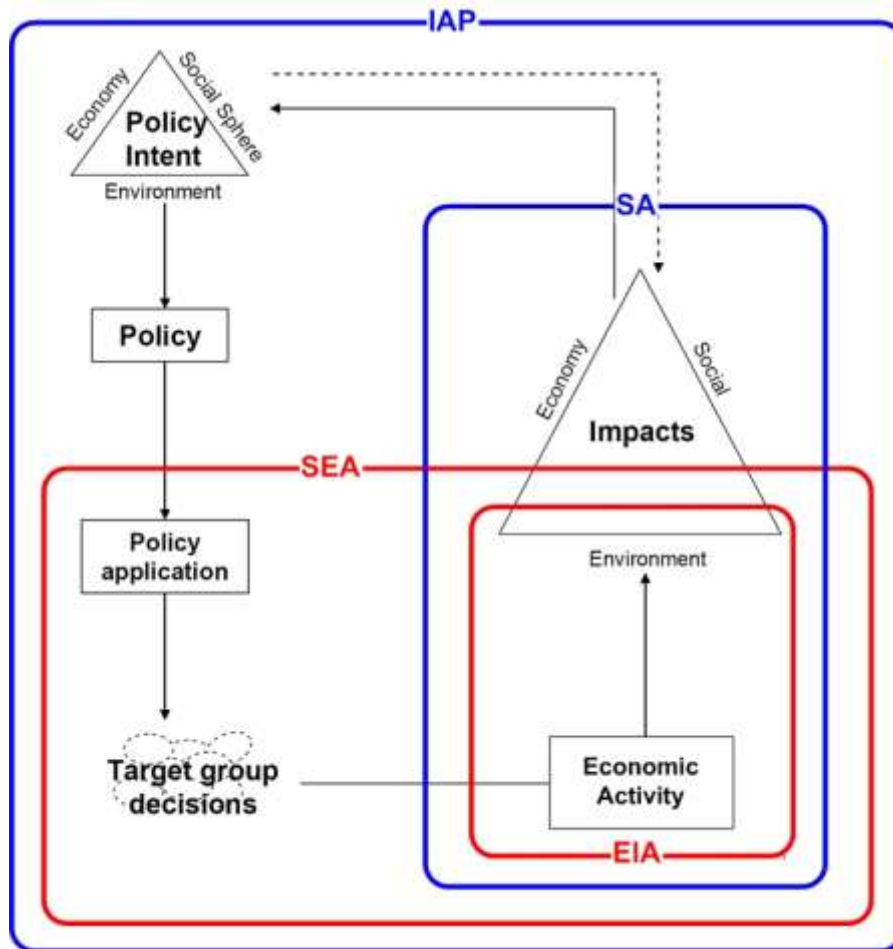 IAP
Economy
Social Sphere
Policy
Intent
Environment
SA
Policy
Economy
Social
Impacts
SEA
Policy
application
Environment
Target group
decisions
Economic
Activity
EIA